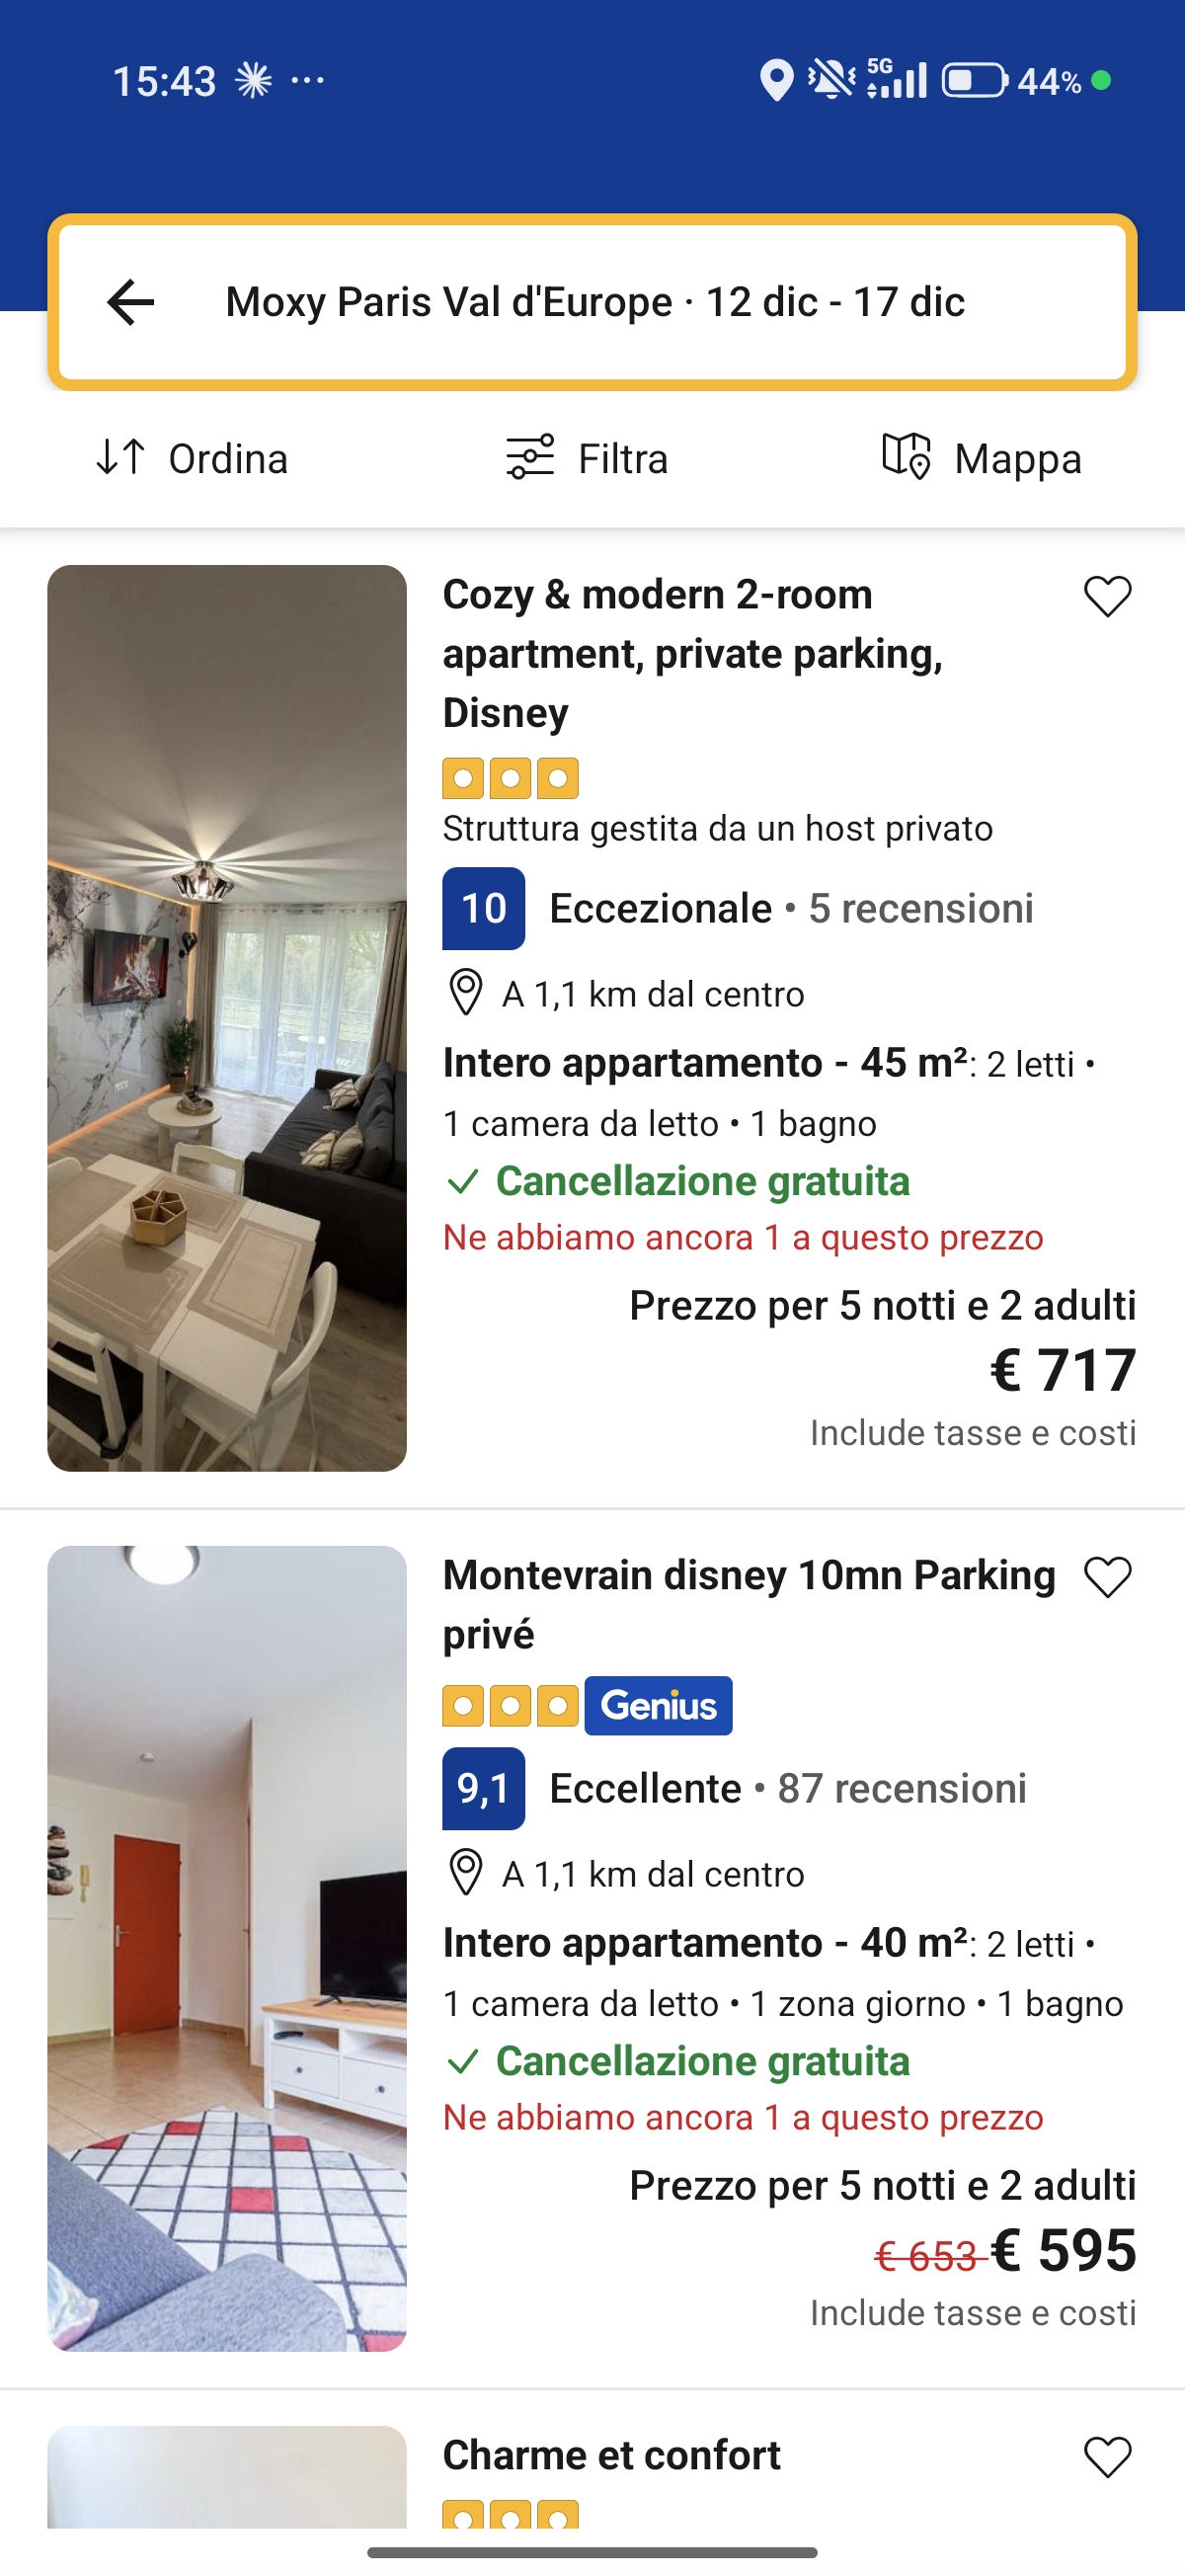 15:43
5G
44%
Moxy Paris Val d'Europe · 12 dic - 17 dic
Ordina
Filtra
Mappa
Cozy & modern 2-room
apartment, private parking,
Disney
Struttura gestita da un host privato
10 Eccezionale • 5 recensioni
A 1,1 km dal centro
Intero appartamento - 45 m²: 2 letti •
1 camera da letto • 1 bagno
Cancellazione gratuita
Ne abbiamo ancora 1 a questo prezzo
Prezzo per 5 notti e 2 adulti
€ 717
Include tasse e costi
Montevrain disney 10mn Parking
privé
Genius
9,1 Eccellente • 87 recensioni
A 1,1 km dal centro
Intero appartamento - 40 m²: 2 letti •
1 camera da letto • 1 zona giorno • 1 bagno
Cancellazione gratuita
Ne abbiamo ancora 1 a questo prezzo
Prezzo per 5 notti e 2 adulti
€ 653 € 595
Include tasse e costi
Charme et confort